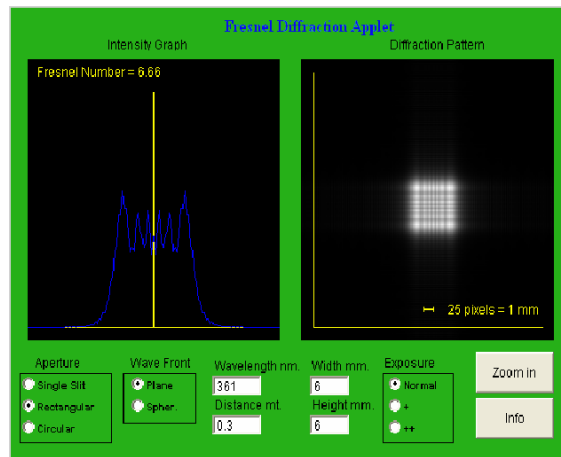 Fresnel Diffraction Applet
Intensity Graph
Diffraction Pattern
Fresnel Number = 6.66
25 pixels = 1 mm
Aperture
Single Slit
Rectangular
Circular
Wave Front
Plane
Spher.
Wavelength nm.
361
Distance mt.
0.3
Width mm.
6
Height mm.
6
Exposure
Normal
+
++
Zoom in
Info